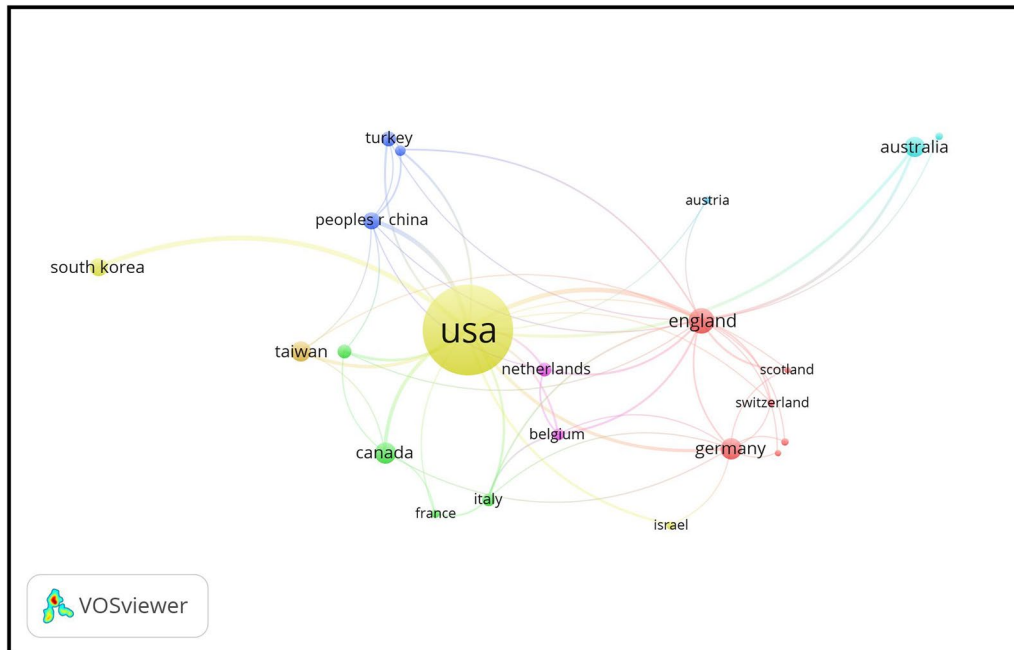 turkey
australia
austria
peoples r china
south korea
usa
england
taiwan
netherlands
scotland
switzerland
belgium
canada
germany
italy
france
israel
VOSviewer